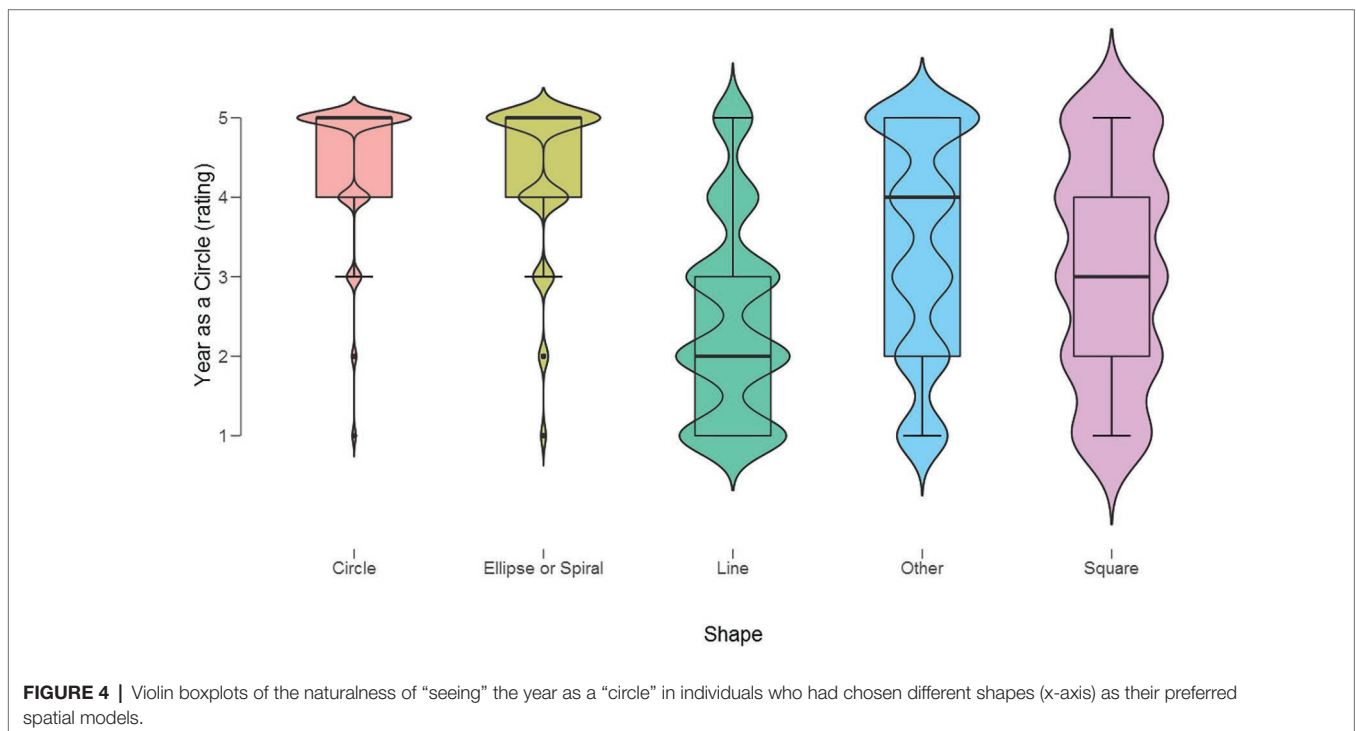 Year as a Circle (rating)
5
4
3
2
1
Circle
Ellipse or Spiral
Line
Other
Square
Shape
FIGURE 4 | Violin boxplots of the naturalness of “seeing” the year as a “circle” in individuals who had chosen different shapes (x-axis) as their preferred
spatial models.